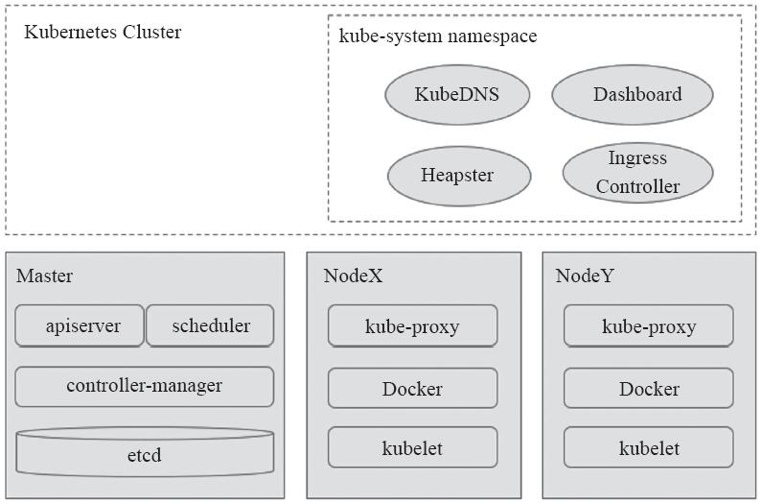 Kubernetes Cluster
kube-system namespace
KubeDNS
Dashboard
Heapster
Ingress
Controller
Master
apiserver
scheduler
controller-manager
etcd
NodeX
kube-proxy
Docker
kubelet
NodeY
kube-proxy
Docker
kubelet